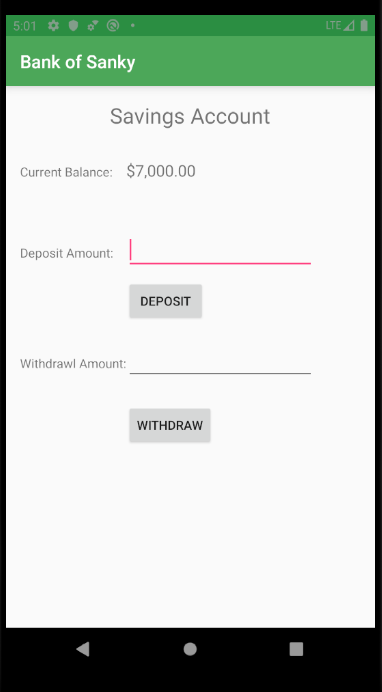 5:01 LTE
Bank of Sanky
Savings Account
Current Balance: $7,000.00
Deposit Amount:
DEPOSIT
Withdrawl Amount:
WITHDRAW